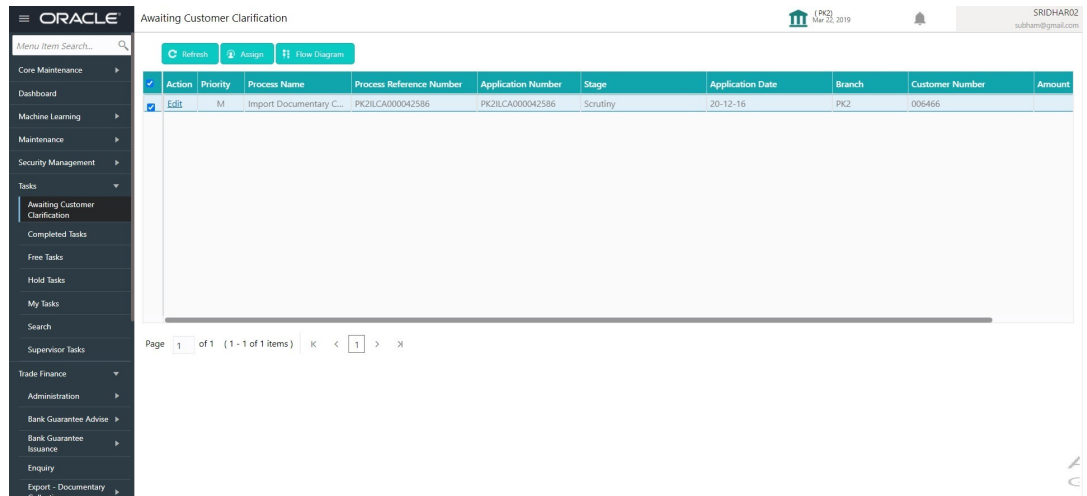 ORACLE
Awaiting Customer Clarification
(PK2)
Mar 22, 2019
SRIDHAR02
subham@gmail.com
Menu Item Search...
Core Maintenance
Dashboard
Machine Learning
Maintenance
Security Management
Tasks
Awaiting Customer
Clarification
Completed Tasks
Free Tasks
Hold Tasks
My Tasks
Search
Supervisor Tasks
Trade Finance
Administration
Bank Guarantee Advise
Bank Guarantee
Issuance
Enquiry
Export - Documentary
Refresh Assign Flow Diagram
Action Priority Process Name Process Reference Number Application Number Stage Application Date Branch Customer Number Amount
Edit M Import Documentary C... PK2ILCA000042586 PK2ILCA000042586 Scrutiny 20-12-16 PK2 006466
Page 1 of 1 (1 - 1 of 1 items) 1